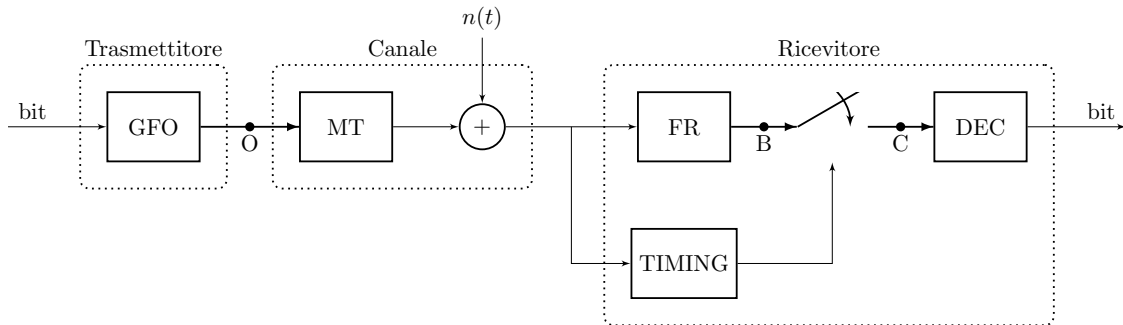 n(t)
Trasmettitore
Canale
Ricevitore
bit
GFO
O
MT
+
FR
B
C
DEC
bit
TIMING